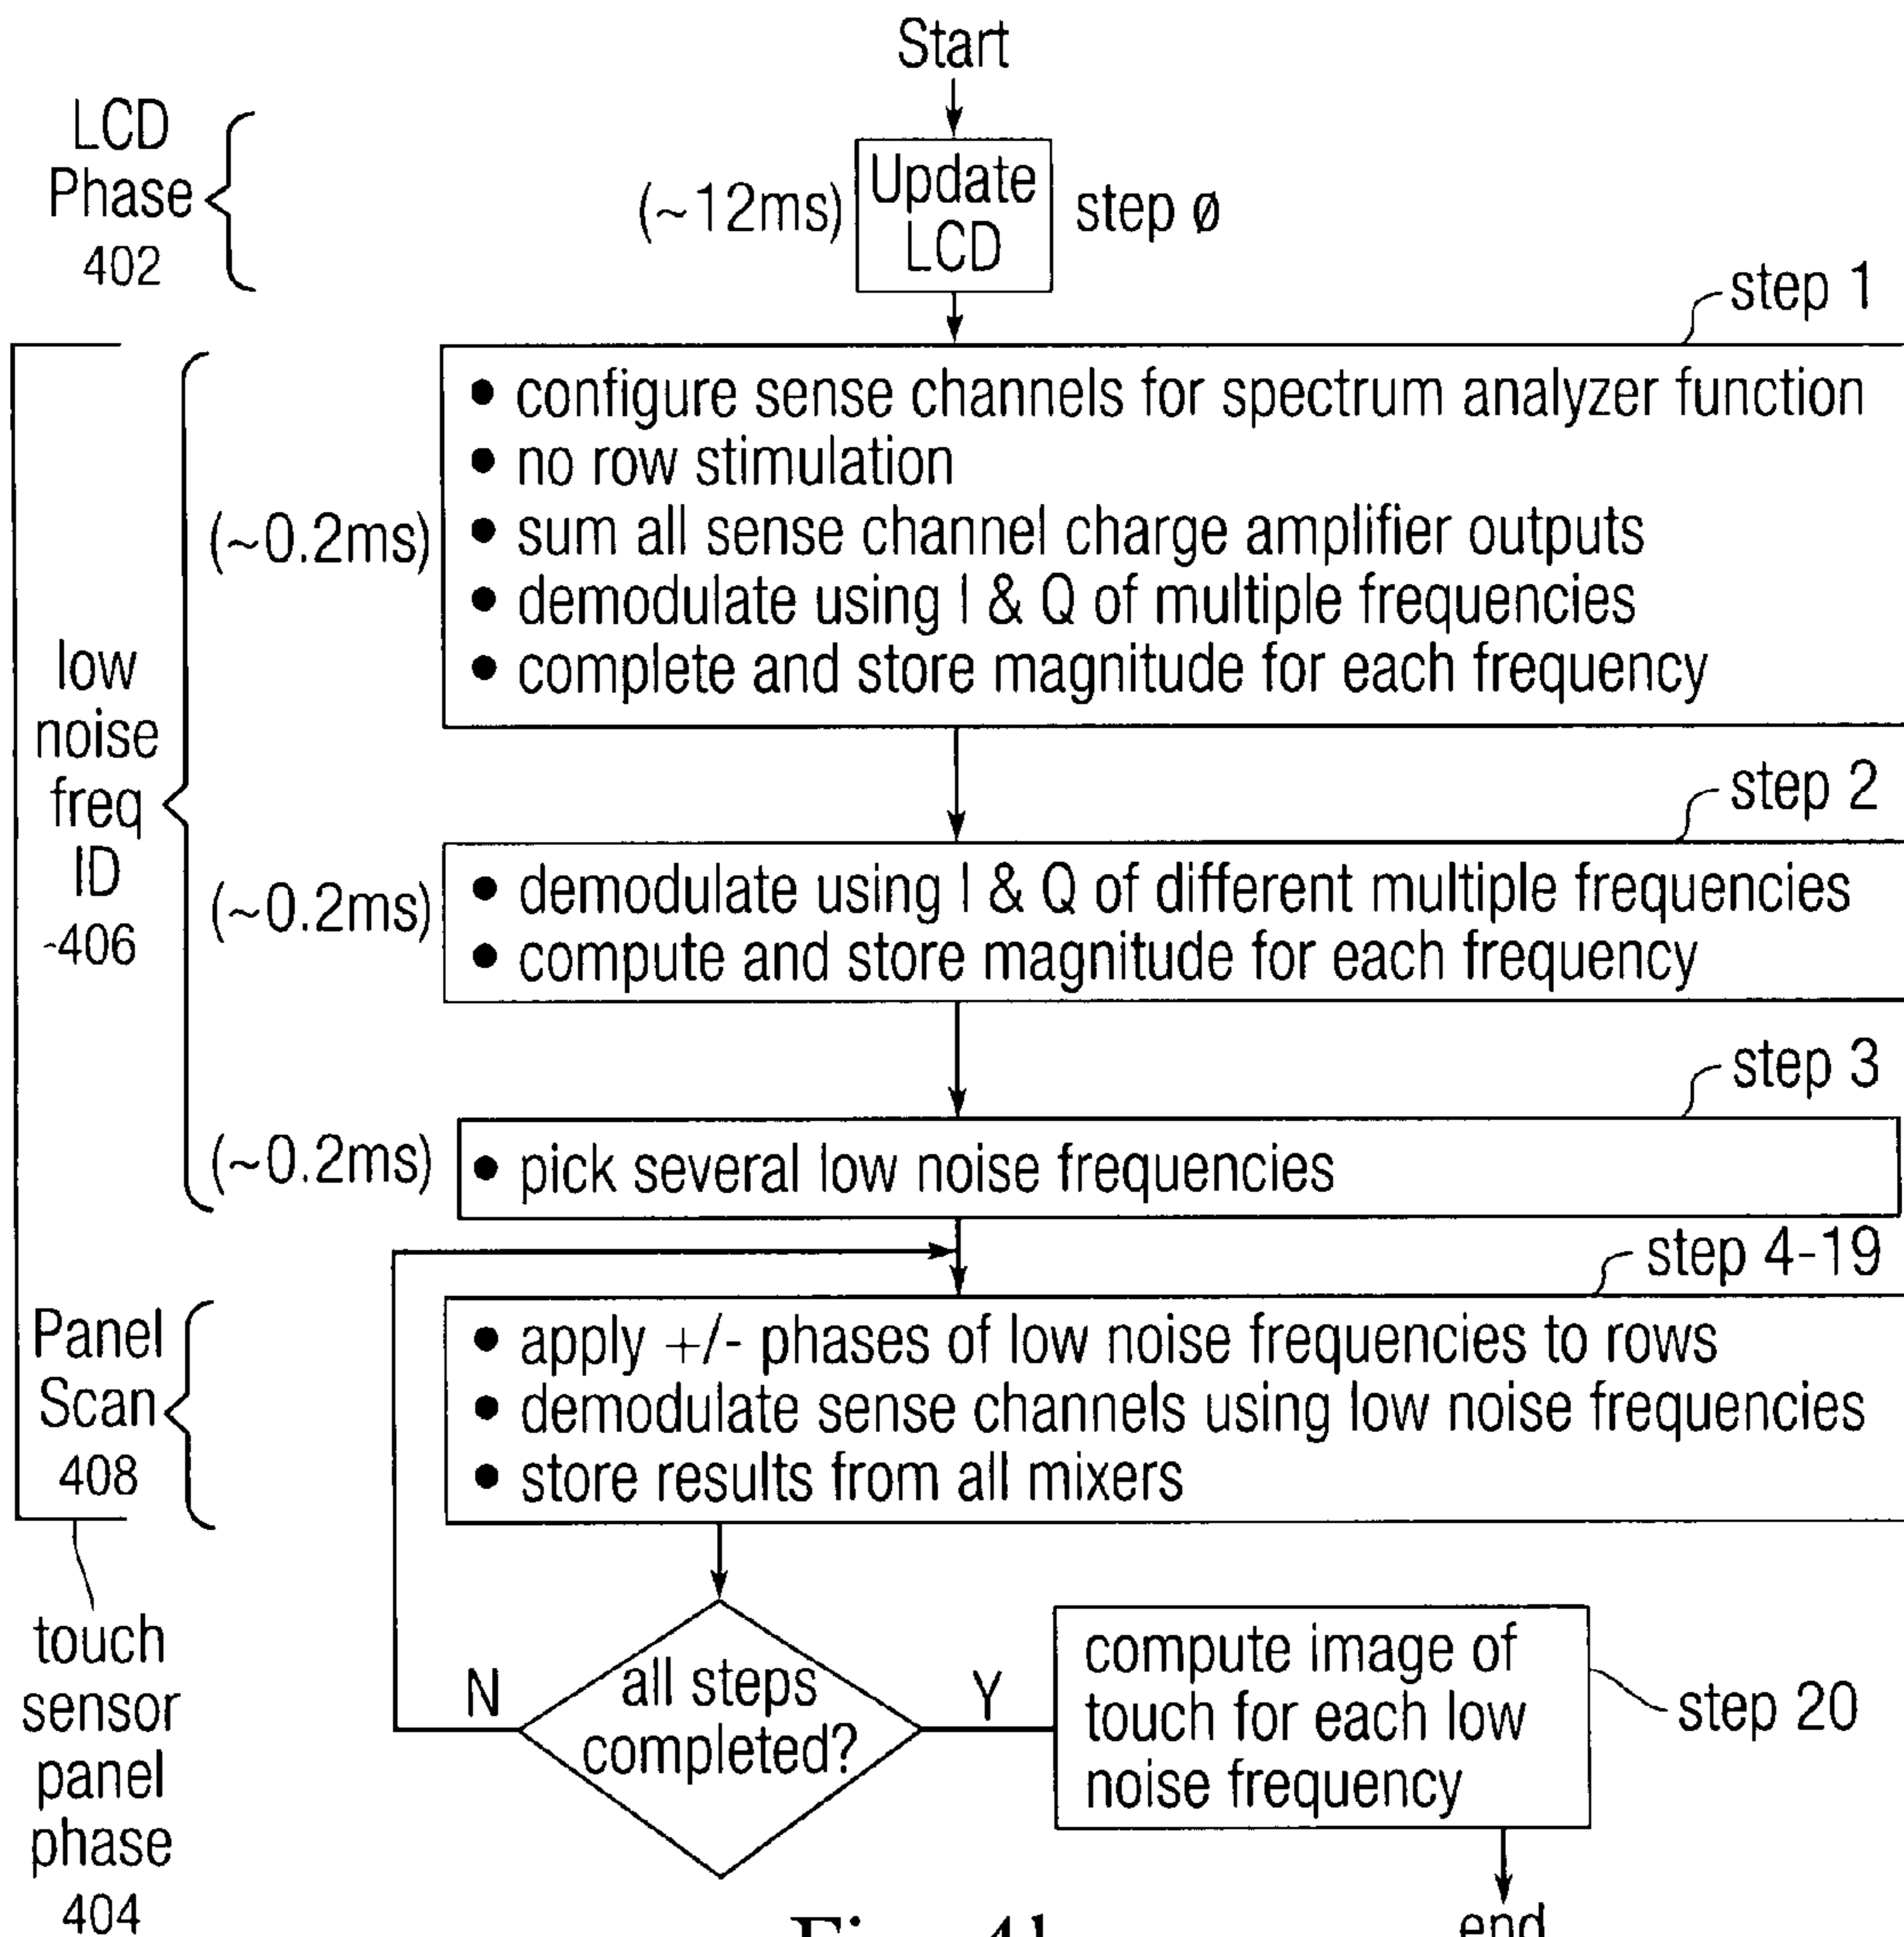 Start
LCD
Phase
402
(~12ms)
Update
LCD
step ø
step 1
• configure sense channels for spectrum analyzer function
• no row stimulation
• sum all sense channel charge amplifier outputs
• demodulate using I & Q of multiple frequencies
• complete and store magnitude for each frequency
(~0.2ms)
low
noise
freq
ID
-406
step 2
• demodulate using I & Q of different multiple frequencies
• compute and store magnitude for each frequency
(~0.2ms)
step 3
(~0.2ms)
• pick several low noise frequencies
step 4-19
Panel
Scan
408
• apply +/- phases of low noise frequencies to rows
• demodulate sense channels using low noise frequencies
• store results from all mixers
touch
sensor
panel
phase
404
N
all steps
completed?
Y
compute image of
touch for each low
noise frequency
step 20
end